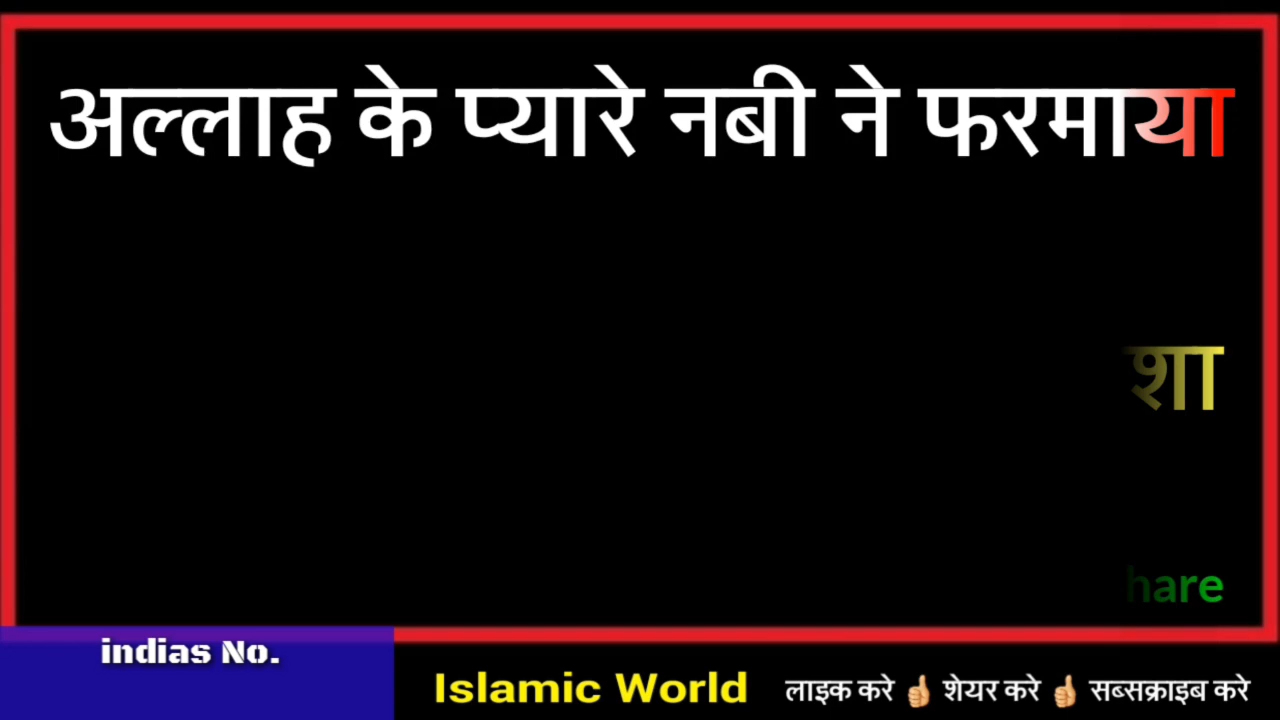 अल्लाह के प्यारे नबी ने फरमाया
शा
hare
indias No.
Islamic World लाइक करे 👍 शेयर करे 👍 सब्सक्राइब करे